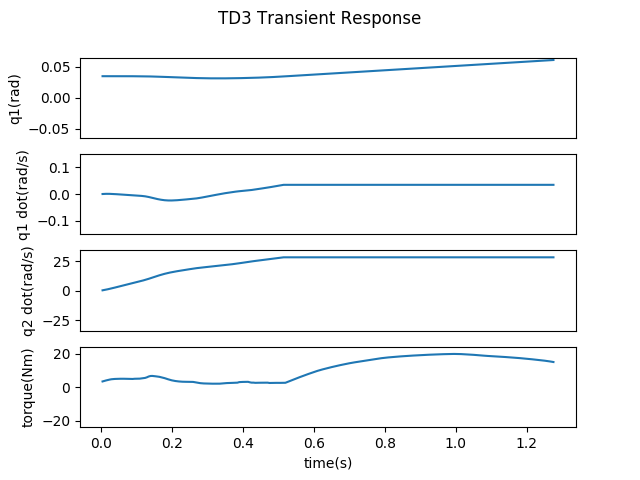 TD3 Transient Response
q1(rad)
0.05
0.00
−0.05
q1 dot(rad/s)
0.1
0.0
−0.1
q2 dot(rad/s)
25
0
−25
torque(Nm)
20
0
−20
0.0 0.2 0.4 0.6 0.8 1.0 1.2
time(s)